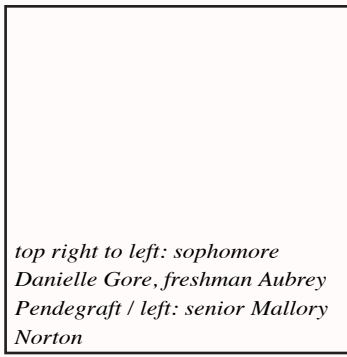 top right to left: sophomore
Danielle Gore, freshman Aubrey
Pendegraft / left: senior Mallory
Norton